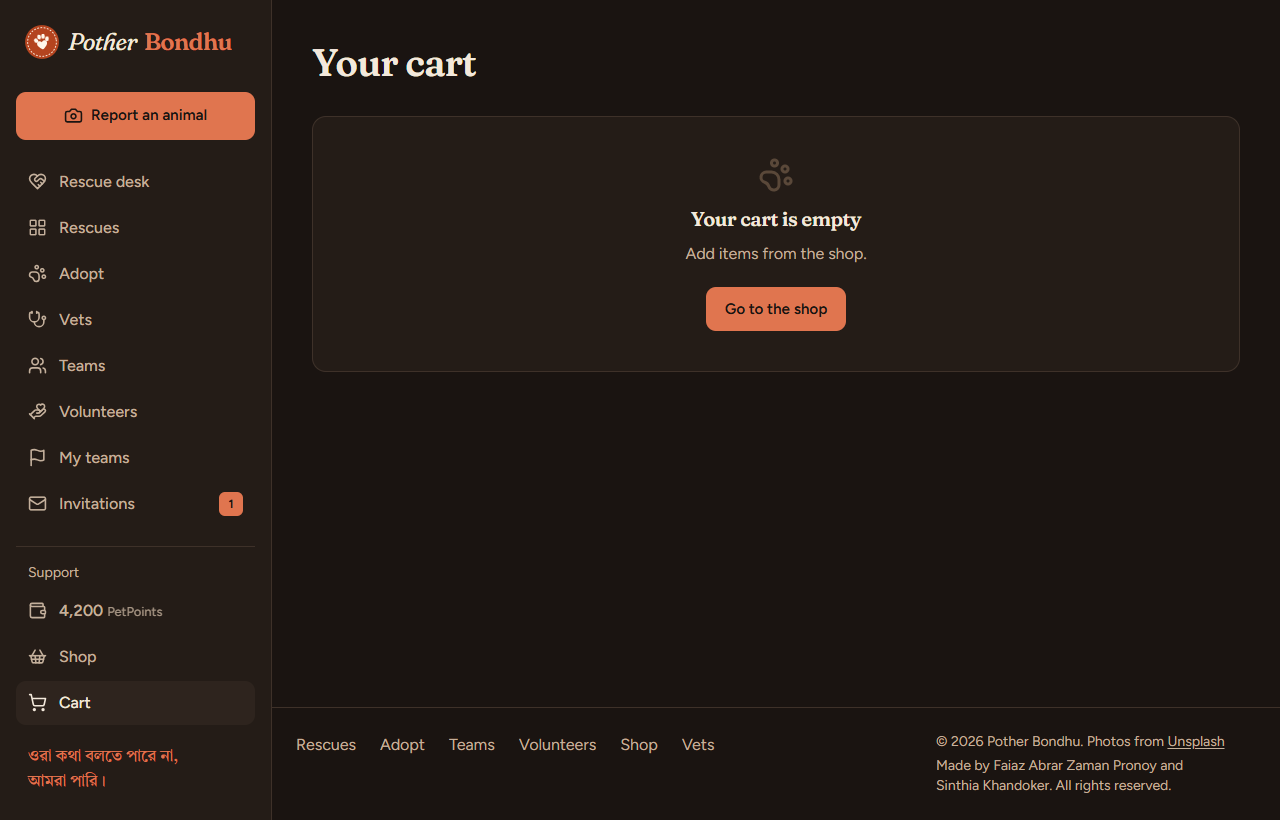 Pother Bondhu
Report an animal
Rescue desk
Rescues
Adopt
Vets
Teams
Volunteers
My teams
Invitations 1
Support
4,200 PetPoints
Shop
Cart
ওরা কথা বলতে পারে না,
আমরা পারি।
Your cart
Your cart is empty
Add items from the shop.
Go to the shop
Rescues Adopt Teams Volunteers Shop Vets
© 2026 Pother Bondhu. Photos from Unsplash
Made by Faiaz Abrar Zaman Pronoy and
Sinthia Khandoker. All rights reserved.